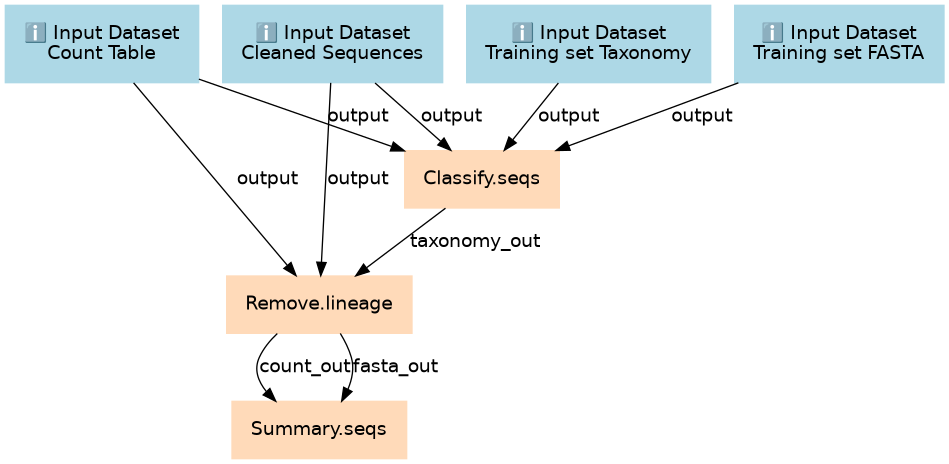 ℹ️ Input Dataset
Count Table
ℹ️ Input Dataset
Cleaned Sequences
ℹ️ Input Dataset
Training set Taxonomy
ℹ️ Input Dataset
Training set FASTA
output
output
output
output
Classify.seqs
output
output
taxonomy_out
Remove.lineage
count_out
fasta_out
Summary.seqs